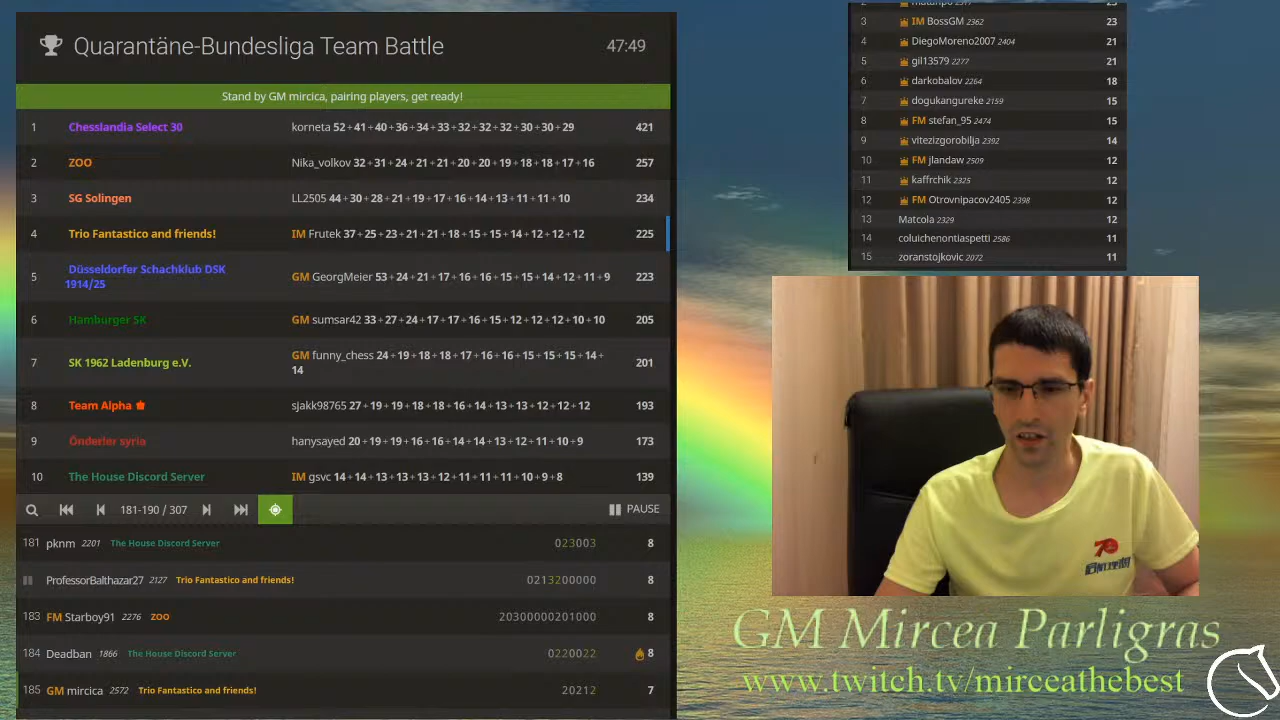 Quarantäne-Bundesliga Team Battle 47:49
Stand by GM mircica, pairing players, get ready!
1 Chesslandia Select 30 korneta 52+41+40+36+34+33+32+32+32+30+30+29 421
2 ZOO Nika_volkov 32+31+24+21+21+20+20+19+18+18+17+16 257
3 SG Solingen LL2505 44+30+28+21+19+17+16+14+13+11+11+10 234
4 Trio Fantastico and friends! IM Frutek 37+25+23+21+21+18+15+15+14+12+12+12 225
5 Düsseldorfer Schachklub DSK
1914/25 GM GeorgMeier 53+24+21+17+16+16+15+15+14+12+11+9 223
6 Hamburger SK GM sumsar42 33+27+24+17+17+16+15+12+12+12+10+10 205
7 SK 1962 Ladenburg e.V. GM funny_chess 24+19+18+18+17+16+16+15+15+15+14+
14 201
8 Team Alpha sjakk98765 27+19+19+18+18+16+14+13+13+12+12+12 193
9 Önderler syria hanysayed 20+19+19+16+16+14+14+13+12+11+10+9 173
10 The House Discord Server IM gsvc 14+14+13+13+13+12+11+11+11+10+9+8 139
181-190 / 307 PAUSE
181 pknm 2201 The House Discord Server 023003 8
ProfessorBalthazar27 2127 Trio Fantastico and friends! 0213200000 8
183 FM Starboy91 2276 ZOO 20300000201000 8
184 Deadban 1866 The House Discord Server 0220022 8
185 GM mircica 2572 Trio Fantastico and friends! 20212 7
3 IM BossGM 2362 23
4 DiegoMoreno2007 2404 21
5 gil13579 2277 21
6 darkobalov 2264 18
7 dogukangureke 2159 15
8 FM stefan_95 2474 15
9 vitezizgorobilja 2392 14
10 FM jlandaw 2509 12
11 kaffrchik 2325 12
12 FM Otrovnipacov2405 2398 12
13 Matcola 2329 12
14 coluichenontiaspetti 2586 11
15 zoranstojkovic 2072 11
70
GM Mircea Parligras
www.twitch.tv/mirceathebest